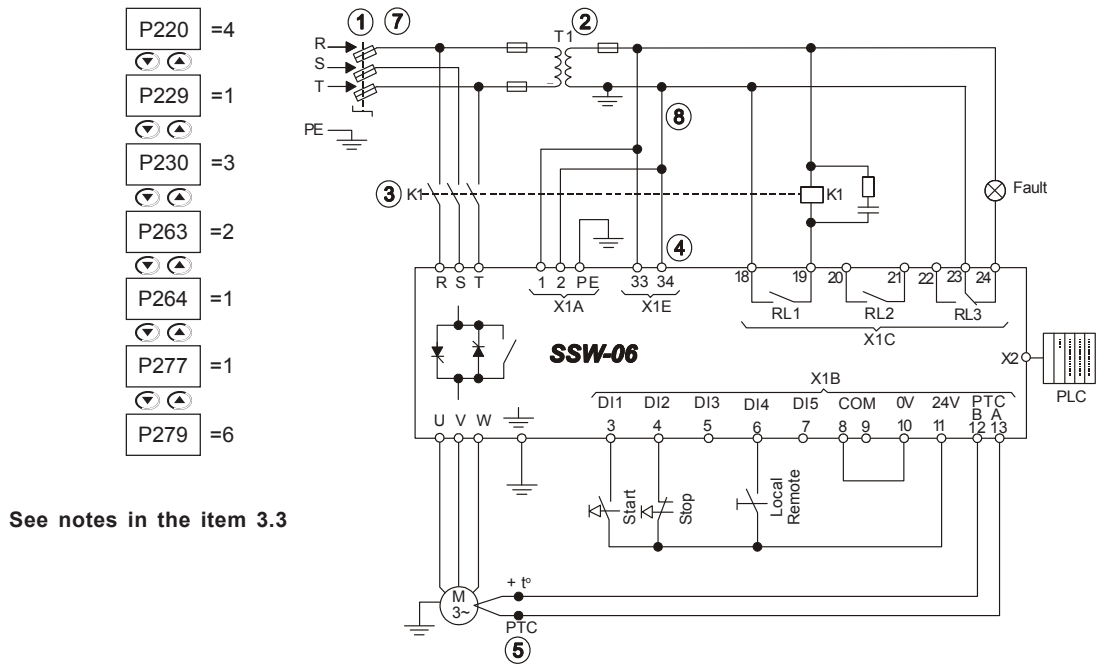 P220 =4
P229 =1
P230 =3
P263 =2
P264 =1
P277 =1
P279 =6
See notes in the item 3.3
1 7 2
T1
R
S
T
PE
8
3 K1 K1 Fault
4
R S T 1 2 PE 33 34 18 19 20 21 22 23 24
X1A X1E RL1 RL2 RL3
X1C
SSW-06
X2
PLC
X1B
DI1 DI2 DI3 DI4 DI5 COM 0V 24V PTC
B A
U V W 3 4 5 6 7 8 9 10 11 12 13
Start Stop Local Remote
+ tº
M
3~
PTC
5